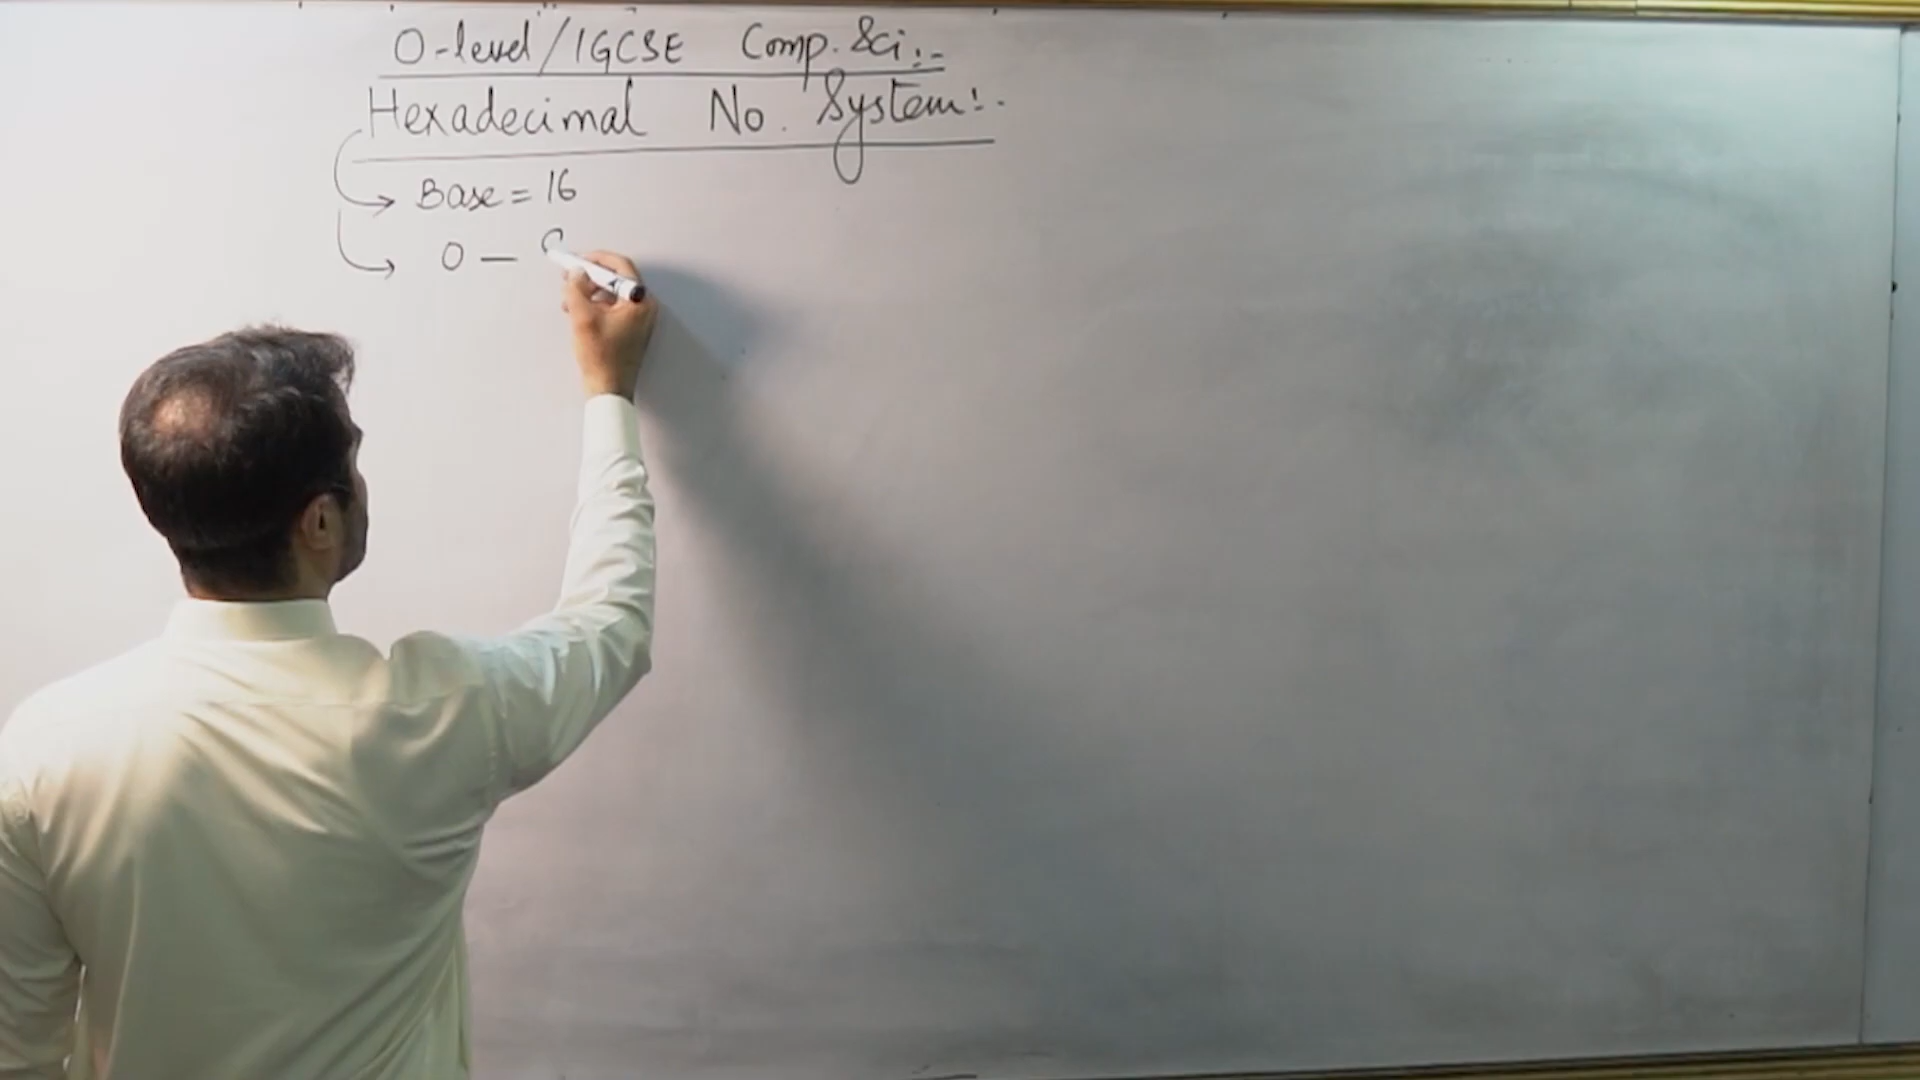 O-level/IGCSE Comp. Sci:-
Hexadecimal No. System:-
Base = 16
0 —